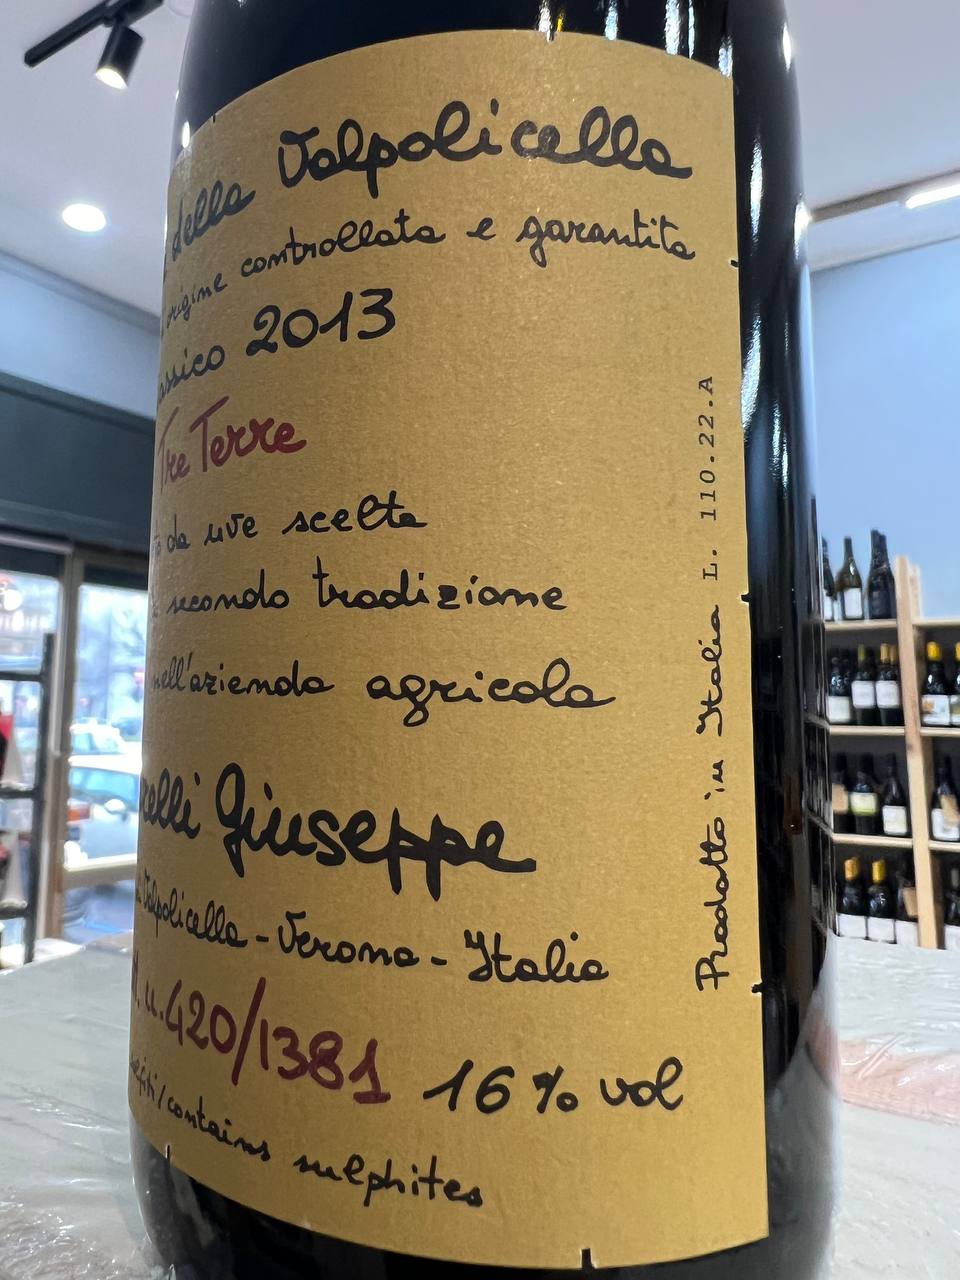 della Valpolicella
origine controllata e garantita
assico 2013
Tre Terre
da uve scelte
secondo tradizione
nell'azienda agricola
relli Giuseppe
Valpolicella - Verona - Italia
N.u.420/1381 16% vol
/contains sulphites
Prodotto in Italia L. 110.22.A